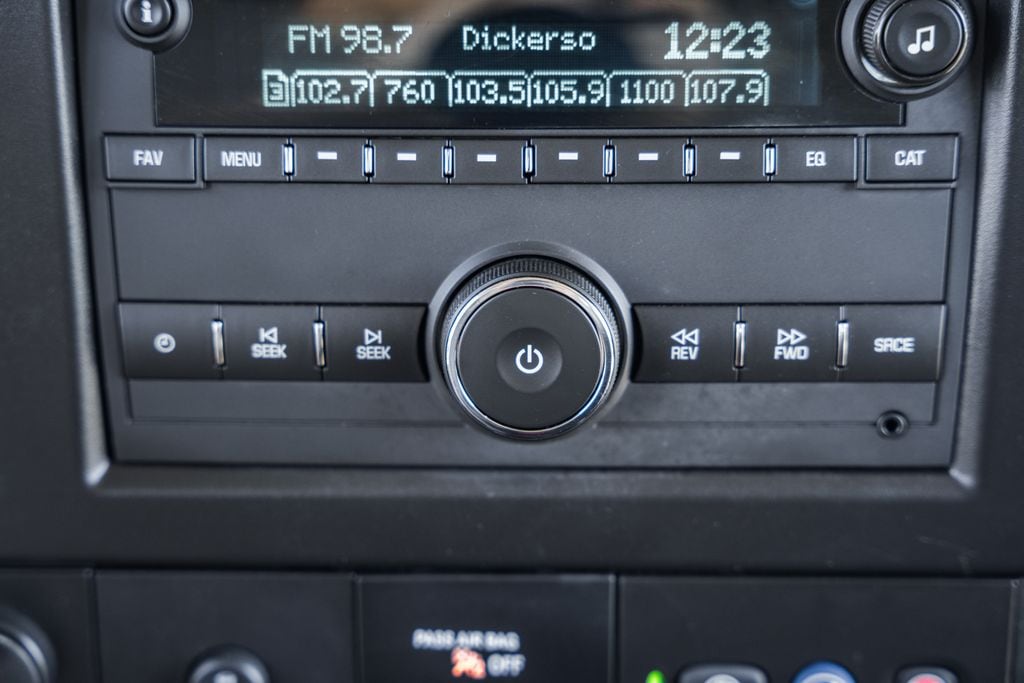 i
FM 98.7 Dickerso 12:23
3 102.7 760 103.5 105.9 1100 107.9
FAV MENU EQ CAT
SEEK SEEK REV FWD SRCE
PASS AIR BAG
OFF